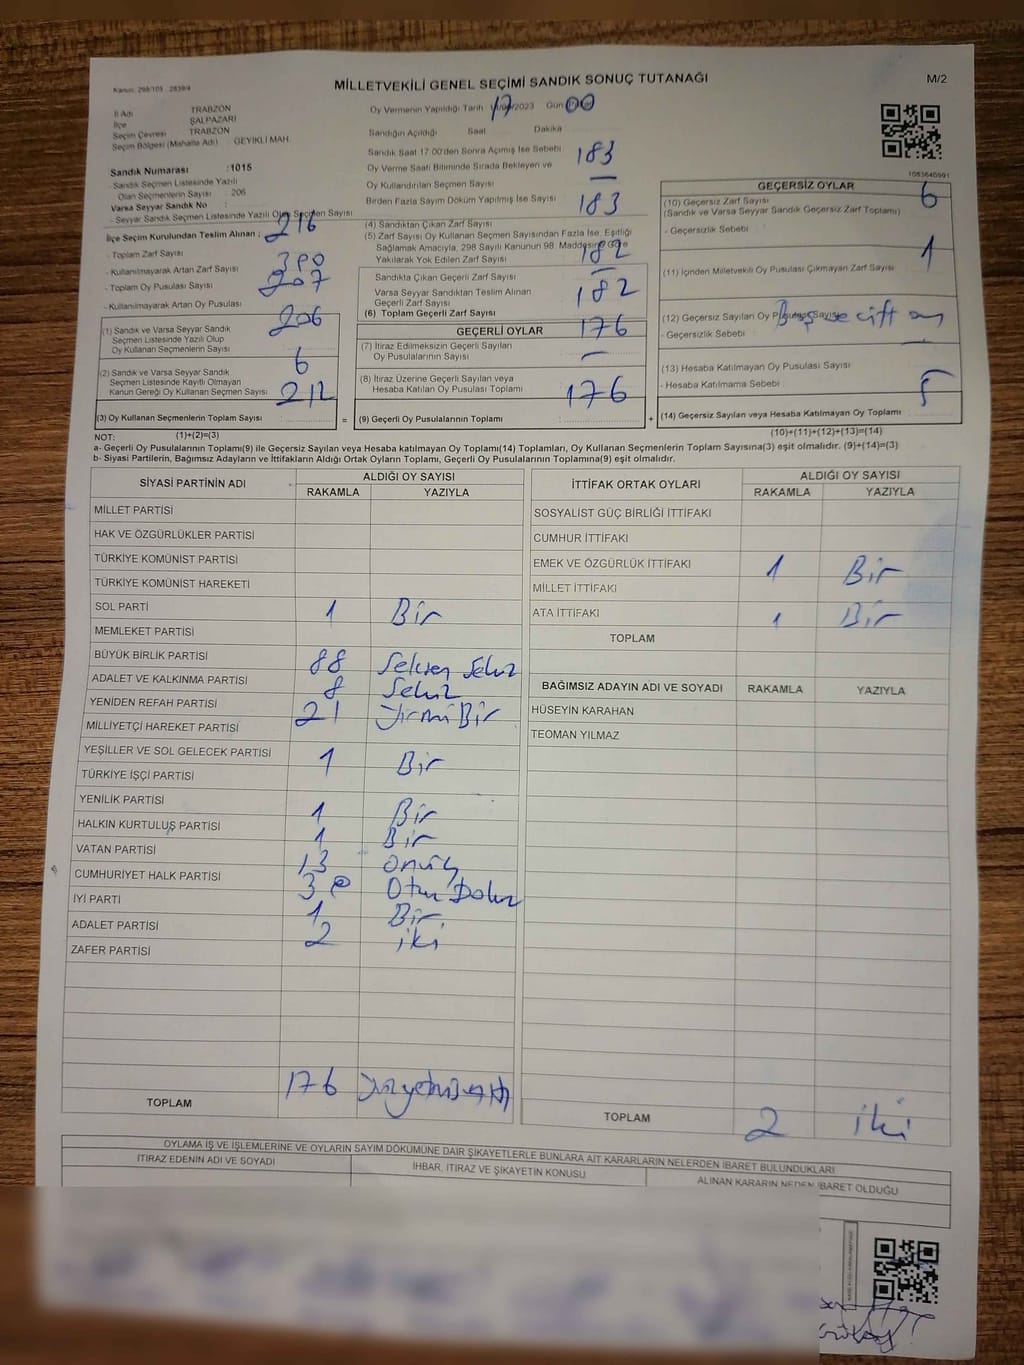 MİLLETVEKİLİ GENEL SEÇİMİ SANDIK SONUÇ TUTANAĞI
M/2
İl Adı TRABZON
İlçe ŞALPAZARI
Seçim Çevresi TRABZON
Seçim Bölgesi (Mahalle Adı) GEYİKLİ MAH.
Oy Vermenin Yapıldığı Tarih 2023 Gün 00
Sandığın Açıldığı Saat Dakika
Sandık Saat 17:00'den Sonra Açılmış İse Sebebi
Oy Verme Saati Bitiminde Sırada Bekleyen ve 183
Oy Kullandırılan Seçmen Sayısı
Birden Fazla Sayım Döküm Yapılmış İse Sayısı 183
Sandık Numarası :1015
- Sandık Seçmen Listesinde Yazılı
Olan Seçmenlerin Sayısı : 206
Varsa Seyyar Sandık No :
- Seyyar Sandık Seçmen Listesinde Yazılı Olan Seçmen Sayısı
İlçe Seçim Kurulundan Teslim Alınan ; 216
- Toplam Zarf Sayısı
- Kullanılmayarak Artan Zarf Sayısı
- Toplam Oy Pusulası Sayısı 207
- Kullanılmayarak Artan Oy Pusulası
(1) Sandık ve Varsa Seyyar Sandık 206
Seçmen Listesinde Yazılı Olup
Oy Kullanan Seçmenlerin Sayısı
(2) Sandık ve Varsa Seyyar Sandık 6
Seçmen Listesinde Kayıtlı Olmayan
Kanun Gereği Oy Kullanan Seçmen Sayısı 212
(3) Oy Kullanan Seçmenlerin Toplam Sayısı =
(4) Sandıktan Çıkan Zarf Sayısı
(5) Zarf Sayısı Oy Kullanan Seçmen Sayısından Fazla İse, Eşitliği
Sağlamak Amacıyla, 298 Sayılı Kanunun 98. Maddesine Göre
Yakılarak Yok Edilen Zarf Sayısı 182
Sandıkta Çıkan Geçerli Zarf Sayısı
Varsa Seyyar Sandıktan Teslim Alınan 182
Geçerli Zarf Sayısı
(6) Toplam Geçerli Zarf Sayısı
GEÇERLİ OYLAR 176
(7) İtiraz Edilmeksizin Geçerli Sayılan
Oy Pusulalarının Sayısı
(8) İtiraz Üzerine Geçerli Sayılan veya
Hesaba Katılan Oy Pusulası Toplamı 176
(9) Geçerli Oy Pusulalarının Toplamı +
GEÇERSİZ OYLAR
(10) Geçersiz Zarf Sayısı 6
(Sandık ve Varsa Seyyar Sandık Geçersiz Zarf Toplamı)
- Geçersizlik Sebebi
(11) İçinden Milletvekili Oy Pusulası Çıkmayan Zarf Sayısı 1
(12) Geçersiz Sayılan Oy Pusulası Sayısı
- Geçersizlik Sebebi
(13) Hesaba Katılmayan Oy Pusulası Sayısı
- Hesaba Katılmama Sebebi
(14) Geçersiz Sayılan veya Hesaba Katılmayan Oy Toplamı
NOT: (1)+(2)=(3) (10)+(11)+(12)+(13)=(14)
a- Geçerli Oy Pusulalarının Toplamı(9) ile Geçersiz Sayılan veya Hesaba katılmayan Oy Toplamı(14) Toplamları, Oy Kullanan Seçmenlerin Toplam Sayısına(3) eşit olmalıdır. (9)+(14)=(3)
b- Siyasi Partilerin, Bağımsız Adayların ve İttifakların Aldığı Ortak Oyların Toplamı, Geçerli Oy Pusulalarının Toplamına(9) eşit olmalıdır.
SİYASİ PARTİNİN ADI ALDIĞI OY SAYISI
RAKAMLA YAZIYLA
MİLLET PARTİSİ
HAK VE ÖZGÜRLÜKLER PARTİSİ
TÜRKİYE KOMÜNİST PARTİSİ
TÜRKİYE KOMÜNİST HAREKETİ
SOL PARTİ 1 Bir
MEMLEKET PARTİSİ
BÜYÜK BİRLİK PARTİSİ 88
ADALET VE KALKINMA PARTİSİ 8
YENİDEN REFAH PARTİSİ 21 Yirmi Bir
MİLLİYETÇİ HAREKET PARTİSİ
YEŞİLLER VE SOL GELECEK PARTİSİ 1 Bir
TÜRKİYE İŞÇİ PARTİSİ
YENİLİK PARTİSİ 1 Bir
HALKIN KURTULUŞ PARTİSİ 1 Bir
VATAN PARTİSİ 13 Onüç
CUMHURİYET HALK PARTİSİ
İYİ PARTİ 1 Bir
ADALET PARTİSİ 2 iki
ZAFER PARTİSİ
176
TOPLAM
İTTİFAK ORTAK OYLARI ALDIĞI OY SAYISI
RAKAMLA YAZIYLA
SOSYALİST GÜÇ BİRLİĞİ İTTİFAKI
CUMHUR İTTİFAKI
EMEK VE ÖZGÜRLÜK İTTİFAKI 1 Bir
MİLLET İTTİFAKI
ATA İTTİFAKI 1 Bir
TOPLAM
BAĞIMSIZ ADAYIN ADI VE SOYADI RAKAMLA YAZIYLA
HÜSEYİN KARAHAN
TEOMAN YILMAZ
TOPLAM 2 iki
OYLAMA İŞ VE İŞLEMLERİNE VE OYLARIN SAYIM DÖKÜMÜNE DAİR ŞİKAYETLERLE BUNLARA AİT KARARLARIN NELERDEN İBARET BULUNDUKLARI
İTİRAZ EDENİN ADI VE SOYADI İHBAR, İTİRAZ VE ŞİKAYETİN KONUSU ALINAN KARARIN NEDEN İBARET OLDUĞU